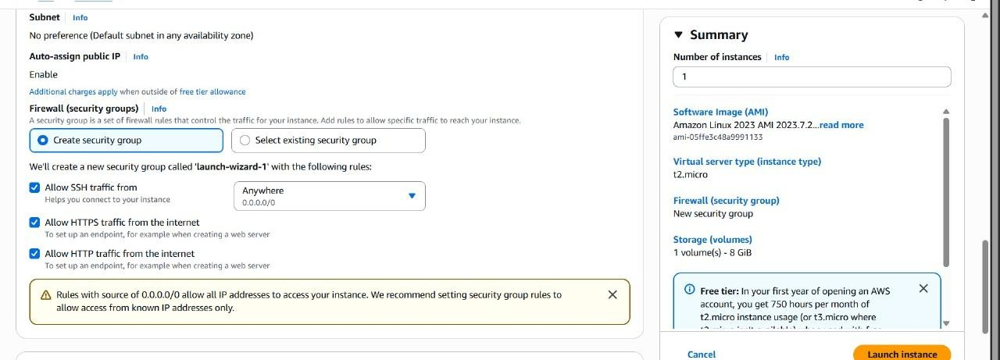 Subnet Info
No preference (Default subnet in any availability zone)
Auto-assign public IP Info
Enable
Additional charges apply when outside of free tier allowance
Firewall (security groups) Info
A security group is a set of firewall rules that control the traffic for your instance. Add rules to allow specific traffic to reach your instance.
Create security group
Select existing security group
We'll create a new security group called 'launch-wizard-1' with the following rules:
Allow SSH traffic from
Helps you connect to your instance
Anywhere
0.0.0.0/0
Allow HTTPS traffic from the internet
To set up an endpoint, for example when creating a web server
Allow HTTP traffic from the internet
To set up an endpoint, for example when creating a web server
Rules with source of 0.0.0.0/0 allow all IP addresses to access your instance. We recommend setting security group rules to
allow access from known IP addresses only.
Summary
Number of instances Info
1
Software Image (AMI)
Amazon Linux 2023 AMI 2023.7.2...read more
ami-05ffe3c48a9991133
Virtual server type (instance type)
t2.micro
Firewall (security group)
New security group
Storage (volumes)
1 volume(s) - 8 GiB
Free tier: In your first year of opening an AWS
account, you get 750 hours per month of
t2.micro instance usage (or t3.micro where
Cancel
Launch instance